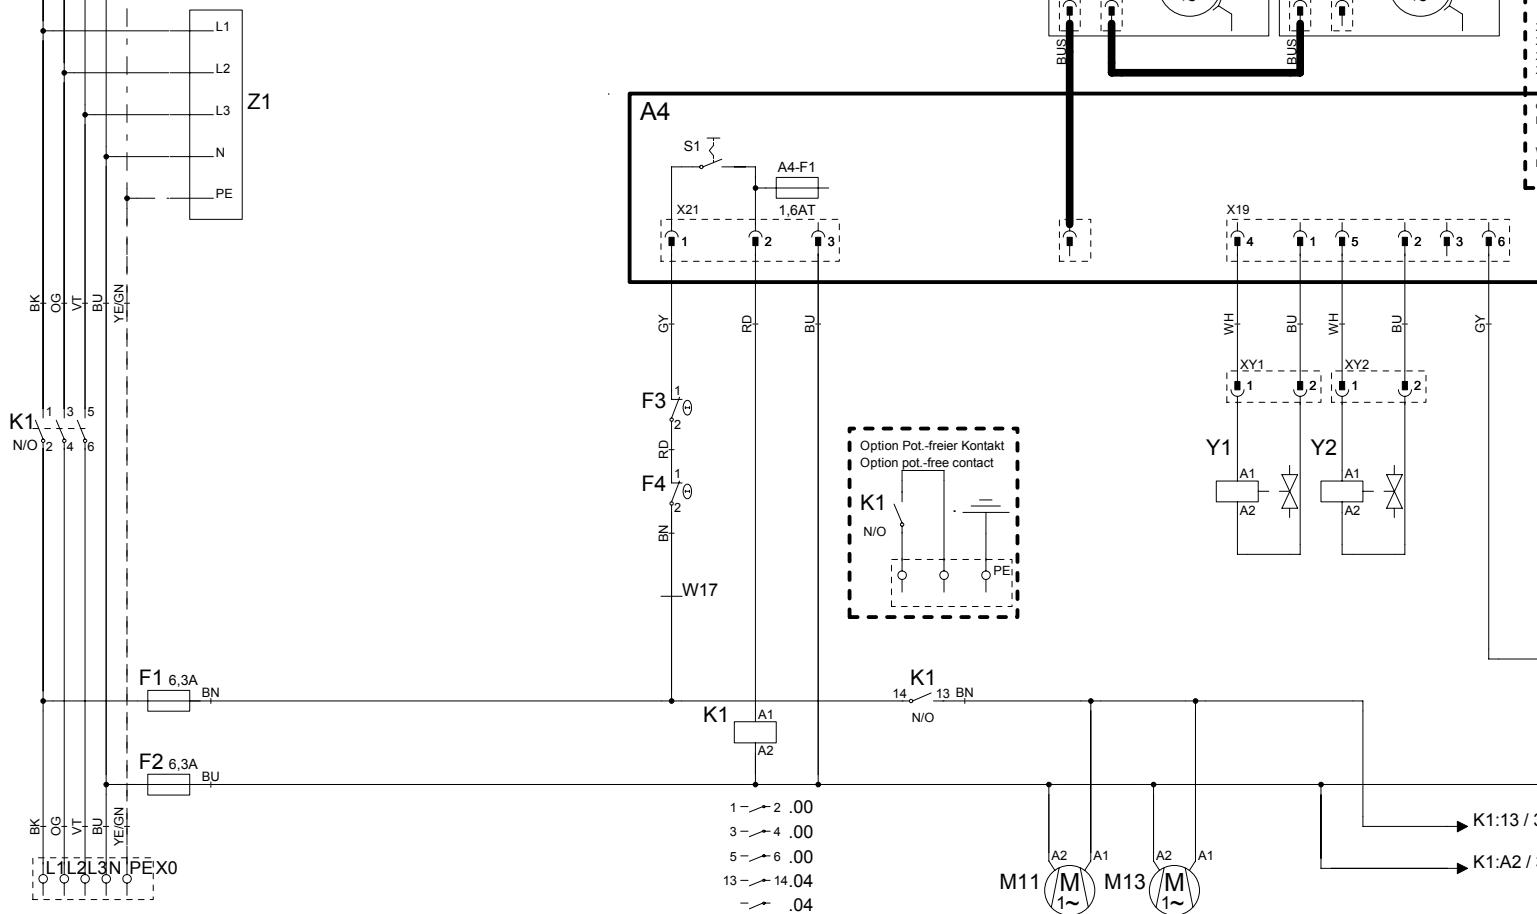 BUS
BUS
L1
L2
L3
N
PE
Z1
A4
S1
A4-F1
1,6AT
X21
1
2
3
X19
4
1
5
2
3
6
BK
OG
VT
BU
YE/GN
GY
RD
BU
WH
BU
WH
BU
GY
XY1
1
2
XY2
1
2
K1
N/O
1
3
5
2
4
6
F3
1
2
RD
F4
1
2
BN
W17
Option Pot.-freier Kontakt
Option pot.-free contact
K1
N/O
PE
Y1
A1
A2
Y2
A1
A2
F1 6,3A
BN
K1
14
13
BN
N/O
K1
A1
A2
F2 6,3A
BU
BK
OG
VT
BU
YE/GN
L1
L2
L3
N
PE
X0
1 2 .00
3 4 .00
5 6 .00
13 14 .04
.04
M11
A2
A1
M
1~
M13
A2
A1
M
1~
K1:13 /
K1:A2 /